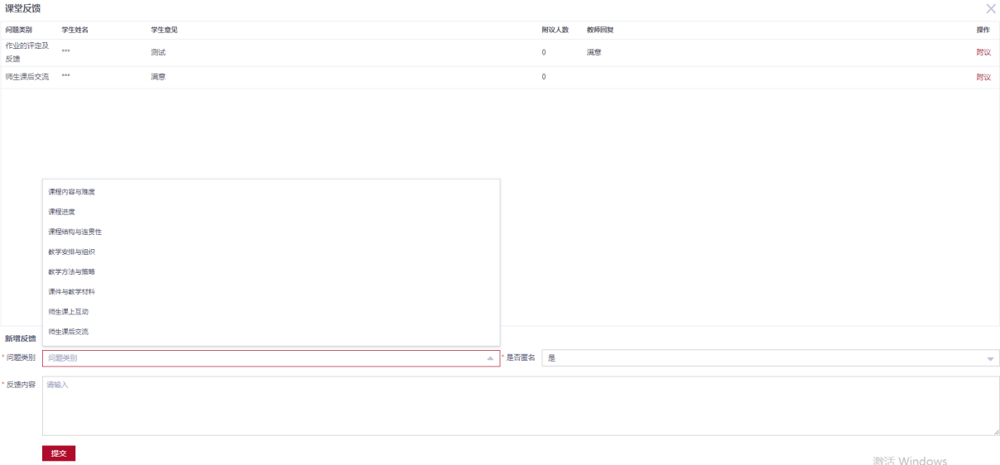 课堂反馈
问题类别 学生姓名 学生意见 附议人数 教师回复 操作
作业的评定及
反馈 *** 测试 0 满意 附议
师生课后交流 *** 满意 0 附议
课程内容与难度
课程进度
课程结构与连贯性
教学安排与组织
教学方法与策略
课件与教学材料
师生课上互动
师生课后交流
新增反馈
* 问题类别 问题类别 * 是否匿名 是
* 反馈内容 请输入
提交
激活 Windows